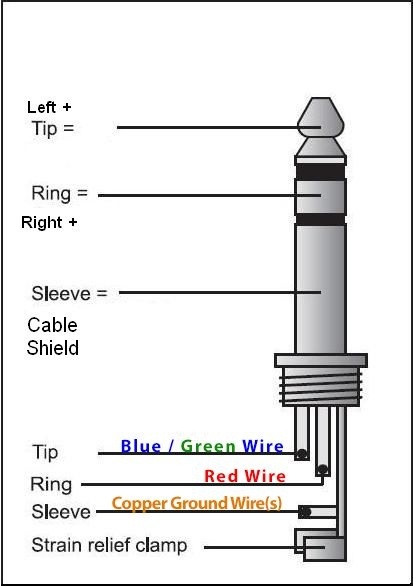 Left +
Tip =
Ring =
Right +
Sleeve =
Cable
Shield
Tip Blue / Green Wire
Ring Red Wire
Sleeve Copper Ground Wire(s)
Strain relief clamp